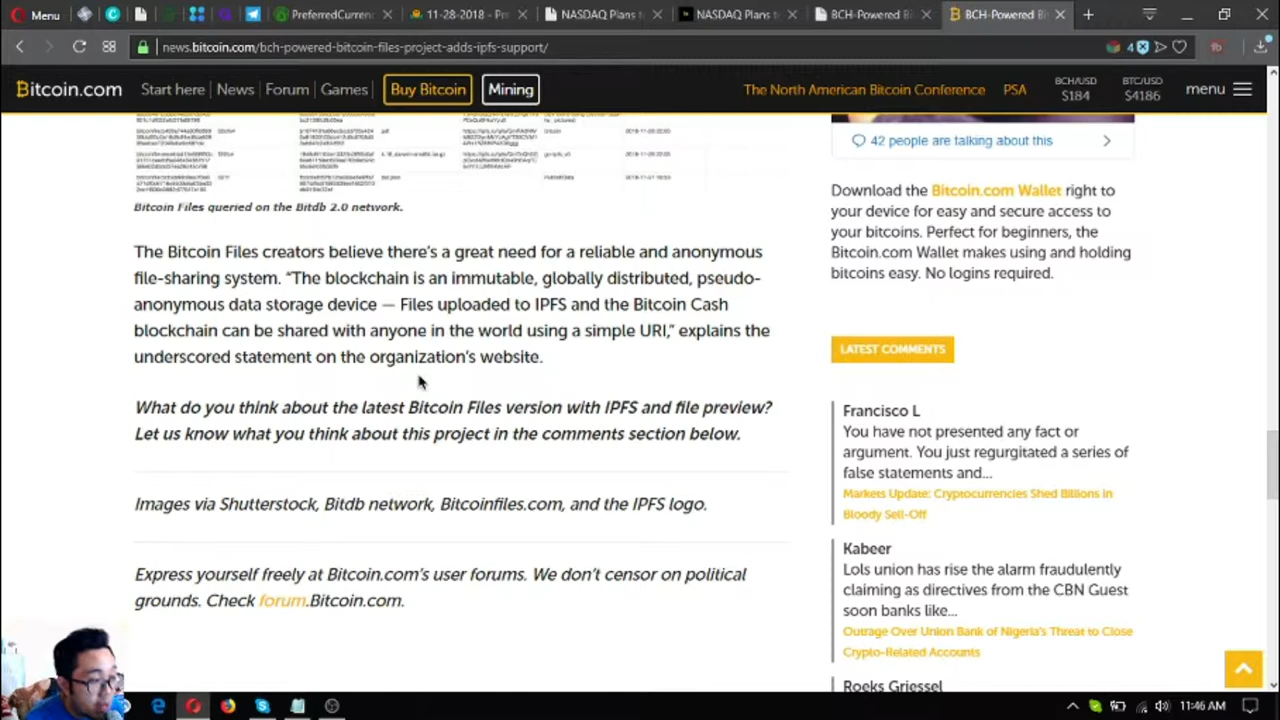 Menu
PreferredCurren
11-28-2018 - Pr
NASDAQ Plans to
NASDAQ Plans to
BCH-Powered Bi
BCH-Powered Bi
news.bitcoin.com/bch-powered-bitcoin-files-project-adds-ipfs-support/
4
Bitcoin.com
Start here
News
Forum
Games
Buy Bitcoin
Mining
The North American Bitcoin Conference
PSA
BCH/USD
$184
BTC/USD
$4186
menu
Bitcoin Files queried on the Bitdb 2.0 network.
The Bitcoin Files creators believe there's a great need for a reliable and anonymous
file-sharing system. “The blockchain is an immutable, globally distributed, pseudo-
anonymous data storage device — Files uploaded to IPFS and the Bitcoin Cash
blockchain can be shared with anyone in the world using a simple URI,” explains the
underscored statement on the organization's website.
What do you think about the latest Bitcoin Files version with IPFS and file preview?
Let us know what you think about this project in the comments section below.
Images via Shutterstock, Bitdb network, Bitcoinfiles.com, and the IPFS logo.
Express yourself freely at Bitcoin.com's user forums. We don't censor on political
grounds. Check forum.Bitcoin.com.
42 people are talking about this
Download the Bitcoin.com Wallet right to
your device for easy and secure access to
your bitcoins. Perfect for beginners, the
Bitcoin.com Wallet makes using and holding
bitcoins easy. No logins required.
LATEST COMMENTS
Francisco L
You have not presented any fact or
argument. You just regurgitated a series of
false statements and...
Markets Update: Cryptocurrencies Shed Billions in
Bloody Sell-Off
Kabeer
Lols union has rise the alarm fraudulently
claiming as directives from the CBN Guest
soon banks like...
Outrage Over Union Bank of Nigeria's Threat to Close
Crypto-Related Accounts
Roeks Griessel
11:46 AM